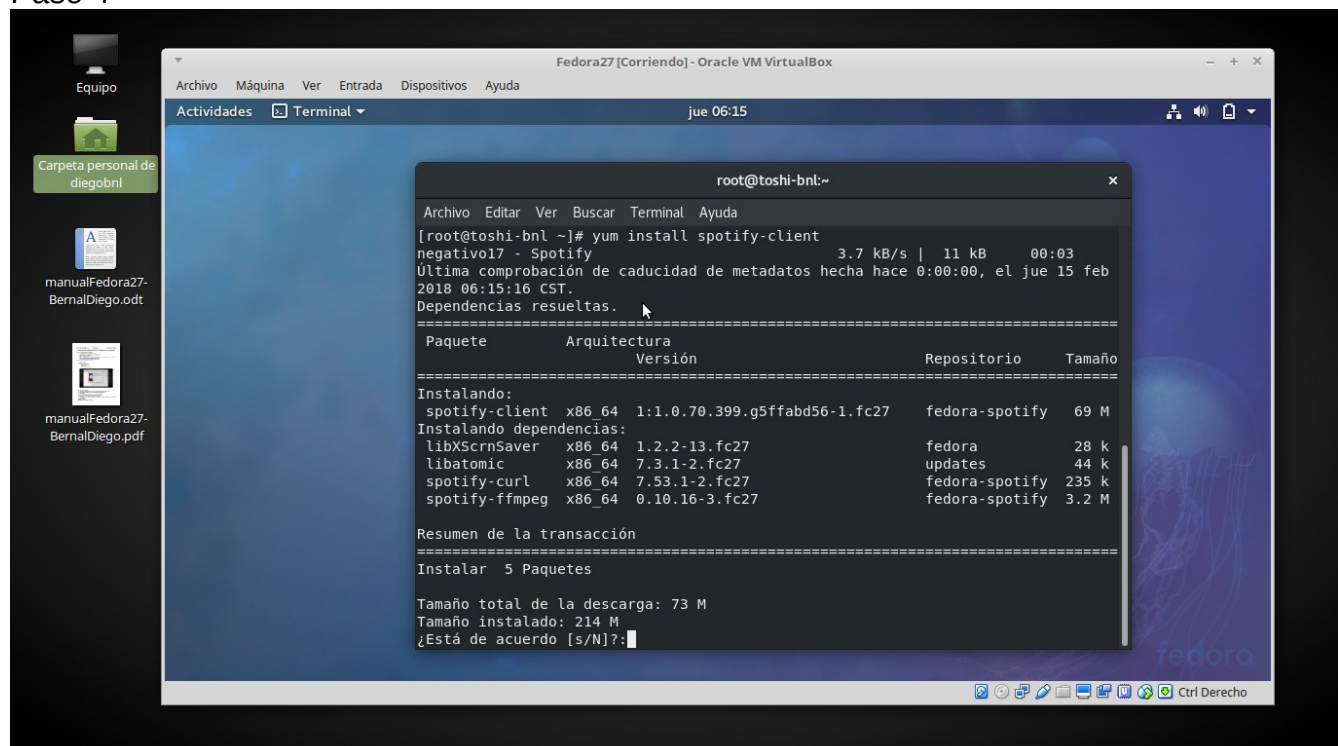 Equipo
Carpeta personal de
diegobnl
manualFedora27-
BernalDiego.odt
manualFedora27-
BernalDiego.pdf
Fedora27 [Corriendo] - Oracle VM VirtualBox
Archivo Máquina Ver Entrada Dispositivos Ayuda
Actividades Terminal jue 06:15
root@toshi-bnl:~
Archivo Editar Ver Buscar Terminal Ayuda
[root@toshi-bnl ~]# yum install spotify-client
negativo17 - Spotify 3.7 kB/s | 11 kB 00:03
Última comprobación de caducidad de metadatos hecha hace 0:00:00, el jue 15 feb
2018 06:15:16 CST.
Dependencias resueltas.
================================================================================
Paquete Arquitectura
Versión Repositorio Tamaño
================================================================================
Instalando:
spotify-client x86_64 1:1.0.70.399.g5ffabd56-1.fc27 fedora-spotify 69 M
Instalando dependencias:
libXScrnSaver x86_64 1.2.2-13.fc27 fedora 28 k
libatomic x86_64 7.3.1-2.fc27 updates 44 k
spotify-curl x86_64 7.53.1-2.fc27 fedora-spotify 235 k
spotify-ffmpeg x86_64 0.10.16-3.fc27 fedora-spotify 3.2 M
Resumen de la transacción
================================================================================
Instalar 5 Paquetes
Tamaño total de la descarga: 73 M
Tamaño instalado: 214 M
¿Está de acuerdo [s/N]?:
fedora
Ctrl Derecho